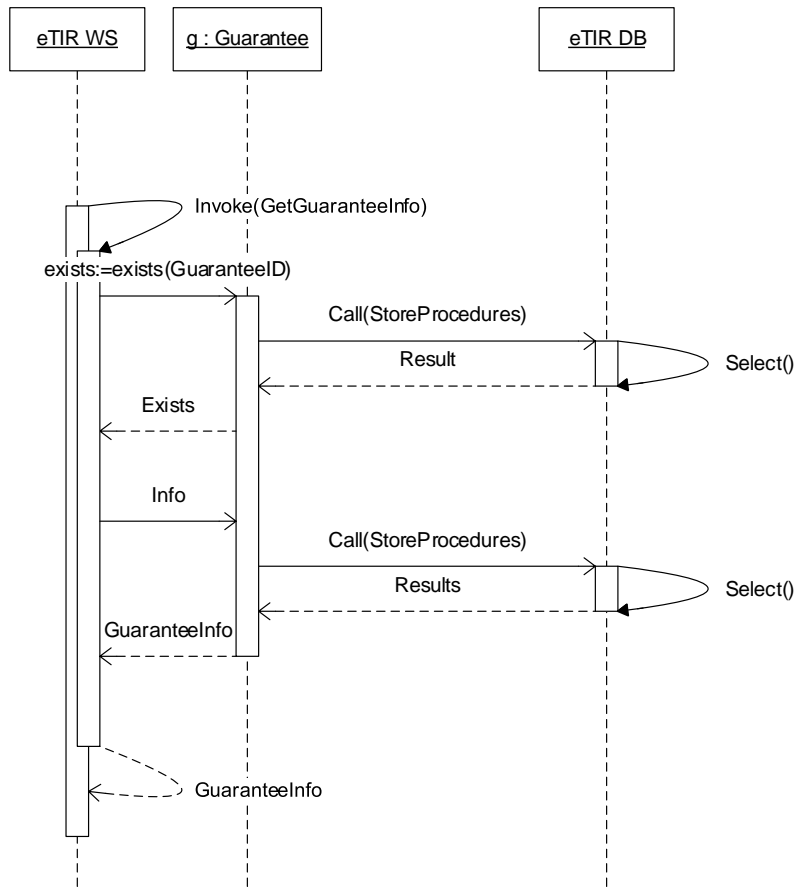 eTIR WS
g : Guarantee
eTIR DB
Invoke(GetGuaranteeInfo)
exists:=exists(GuaranteeID)
Call(StoreProcedures)
Result
Select()
Exists
Info
Call(StoreProcedures)
Results
Select()
GuaranteeInfo
GuaranteeInfo